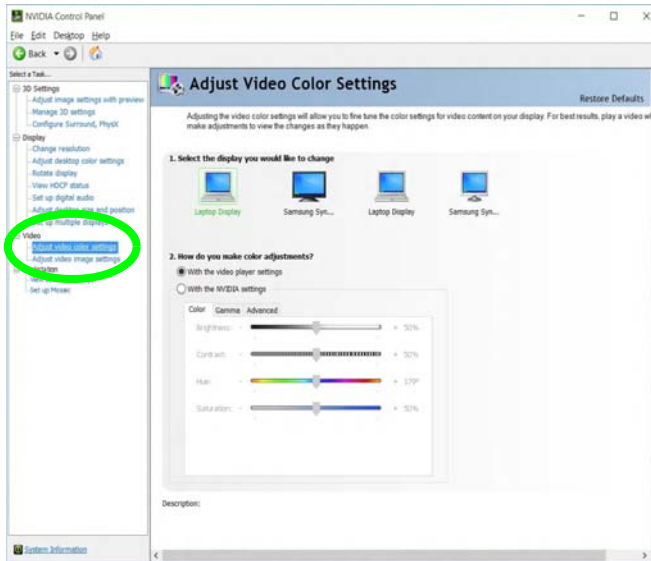 NVIDIA Control Panel
File Edit Desktop Help
Back
Select a Task...
3D Settings
Adjust image settings with preview
Manage 3D settings
Configure Surround, PhysX
Display
Change resolution
Adjust desktop color settings
Rotate display
View HDCP status
Set up digital audio
Adjust desktop size and position
Set up multiple displays
Video
Adjust video color settings
Adjust video image settings
Set up Mosaic
System Information
Adjust Video Color Settings
Restore Defaults
Adjusting the video color settings will allow you to fine tune the color settings for video content on your display. For best results, play a video
make adjustments to view the changes as they happen.
1. Select the display you would like to change
Laptop Display Samsung Syn... Laptop Display Samsung Syn...
2. How do you make color adjustments?
With the video player settings
With the NVIDIA settings
Color Gamma Advanced
Brightness: - + 50%
Contrast: - + 50%
Hue: - + 179°
Saturation: - + 50%
Description: